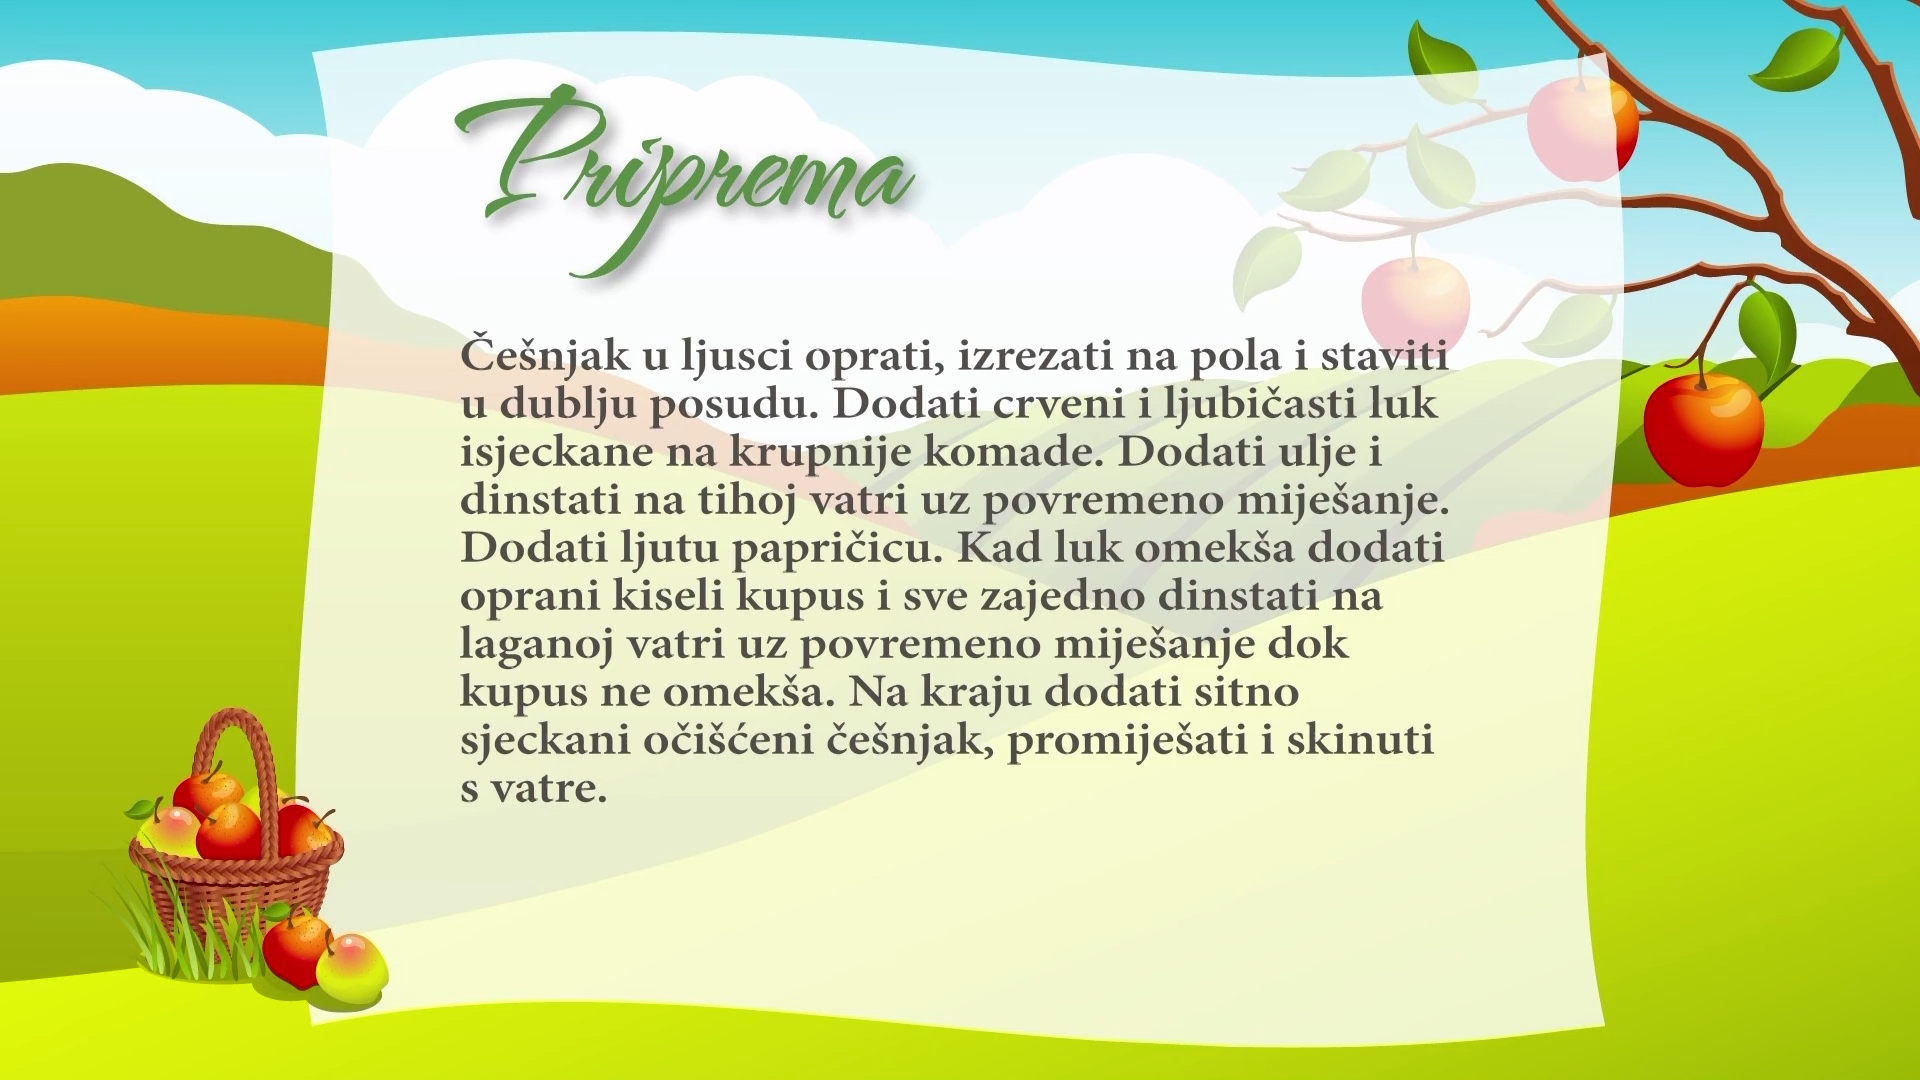 Priprema
Češnjak u ljusci oprati, izrezati na pola i staviti
u dublju posudu. Dodati crveni i ljubičasti luk
isjeckane na krupnije komade. Dodati ulje i
dinstati na tihoj vatri uz povremeno miješanje.
Dodati ljutu papričicu. Kad luk omekša dodati
oprani kiseli kupus i sve zajedno dinstati na
laganoj vatri uz povremeno miješanje dok
kupus ne omekša. Na kraju dodati sitno
sjeckani očišćeni češnjak, promiješati i skinuti
s vatre.